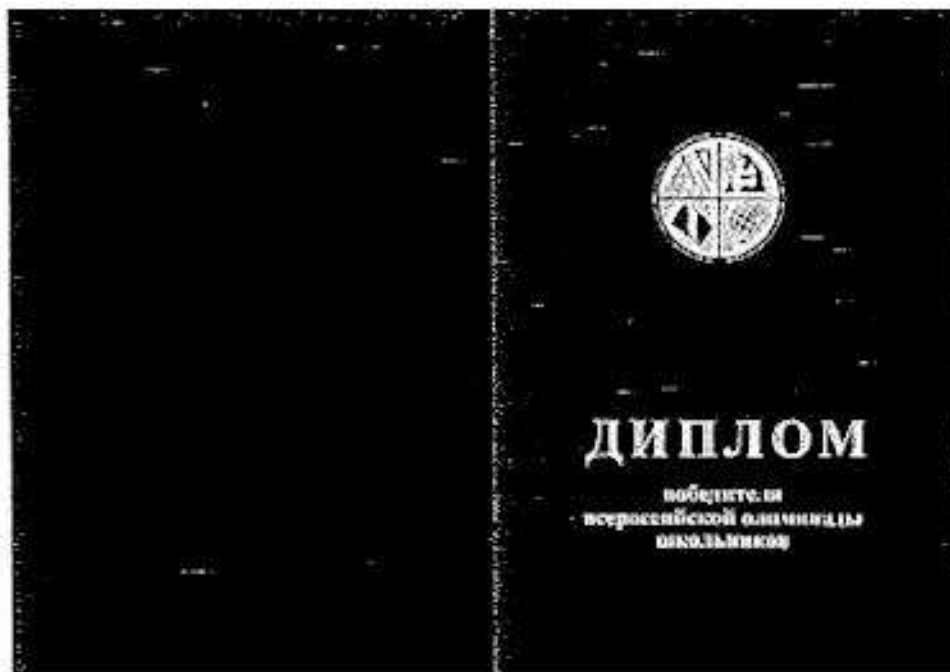 ДИПЛОМ
победителя
всероссийской олимпиады
школьников